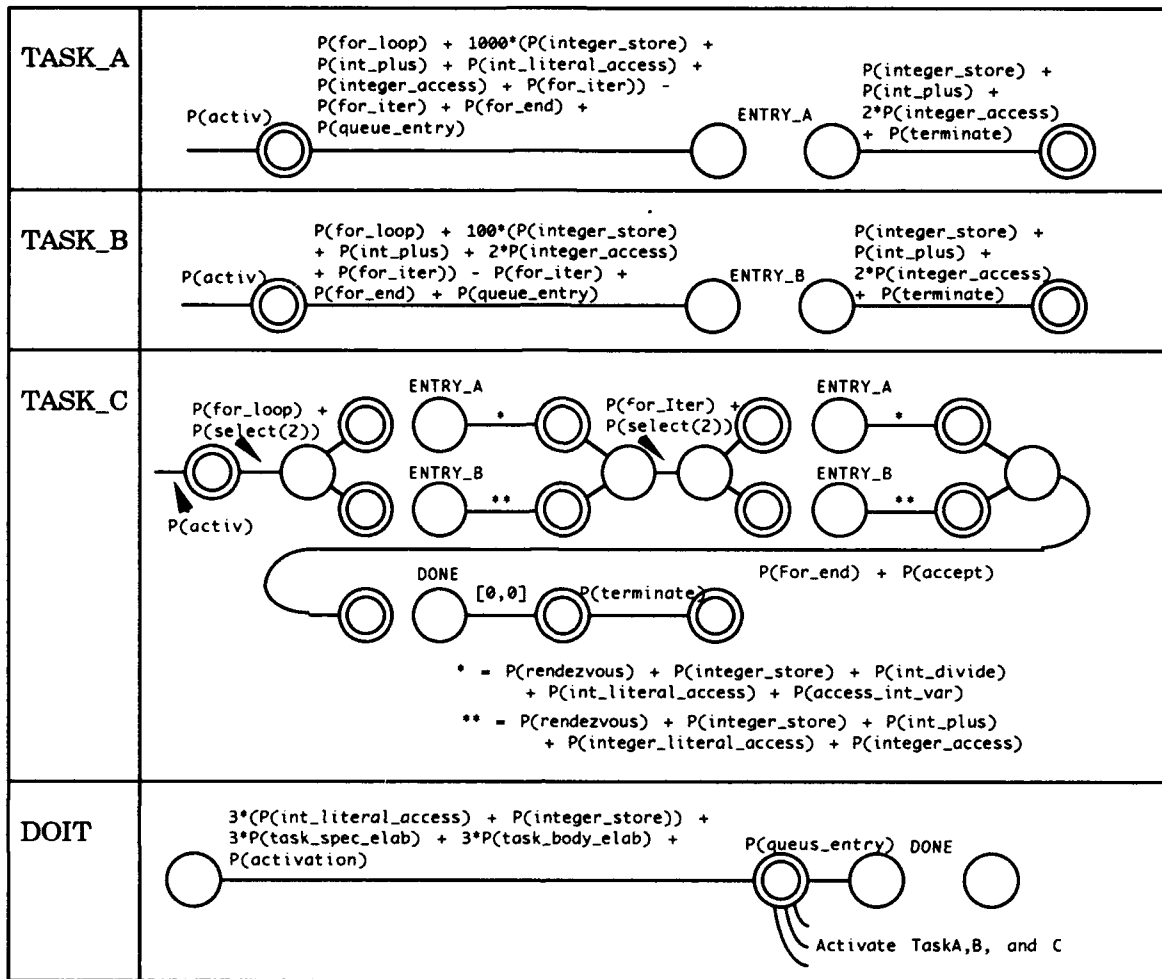 TASK_A
P(for_loop) + 1000*(P(integer_store) +
P(int_plus) + P(int_literal_access) +
P(integer_access) + P(for_iter)) -
P(for_iter) + P(for_end) +
P(queue_entry)
P(activ)
ENTRY_A
P(integer_store) +
P(int_plus) +
2*P(integer_access)
+ P(terminate)
TASK_B
P(for_loop) + 100*(P(integer_store)
+ P(int_plus) + 2*P(integer_access)
+ P(for_iter)) - P(for_iter) +
P(for_end) + P(queue_entry)
P(activ)
ENTRY_B
P(integer_store) +
P(int_plus) +
2*P(integer_access)
+ P(terminate)
TASK_C
P(for_loop) +
P(select(2))
P(activ)
ENTRY_A
*
ENTRY_B
**
P(for_Iter) +
P(select(2))
ENTRY_A
*
ENTRY_B
**
P(For_end) + P(accept)
DONE
[0,0]
P(terminate)
* = P(rendezvous) + P(integer_store) + P(int_divide)
+ P(int_literal_access) + P(access_int_var)
** = P(rendezvous) + P(integer_store) + P(int_plus)
+ P(integer_literal_access) + P(integer_access)
DOIT
3*(P(int_literal_access) + P(integer_store)) +
3*P(task_spec_elab) + 3*P(task_body_elab) +
P(activation)
P(queus_entry)
DONE
Activate TaskA,B, and C